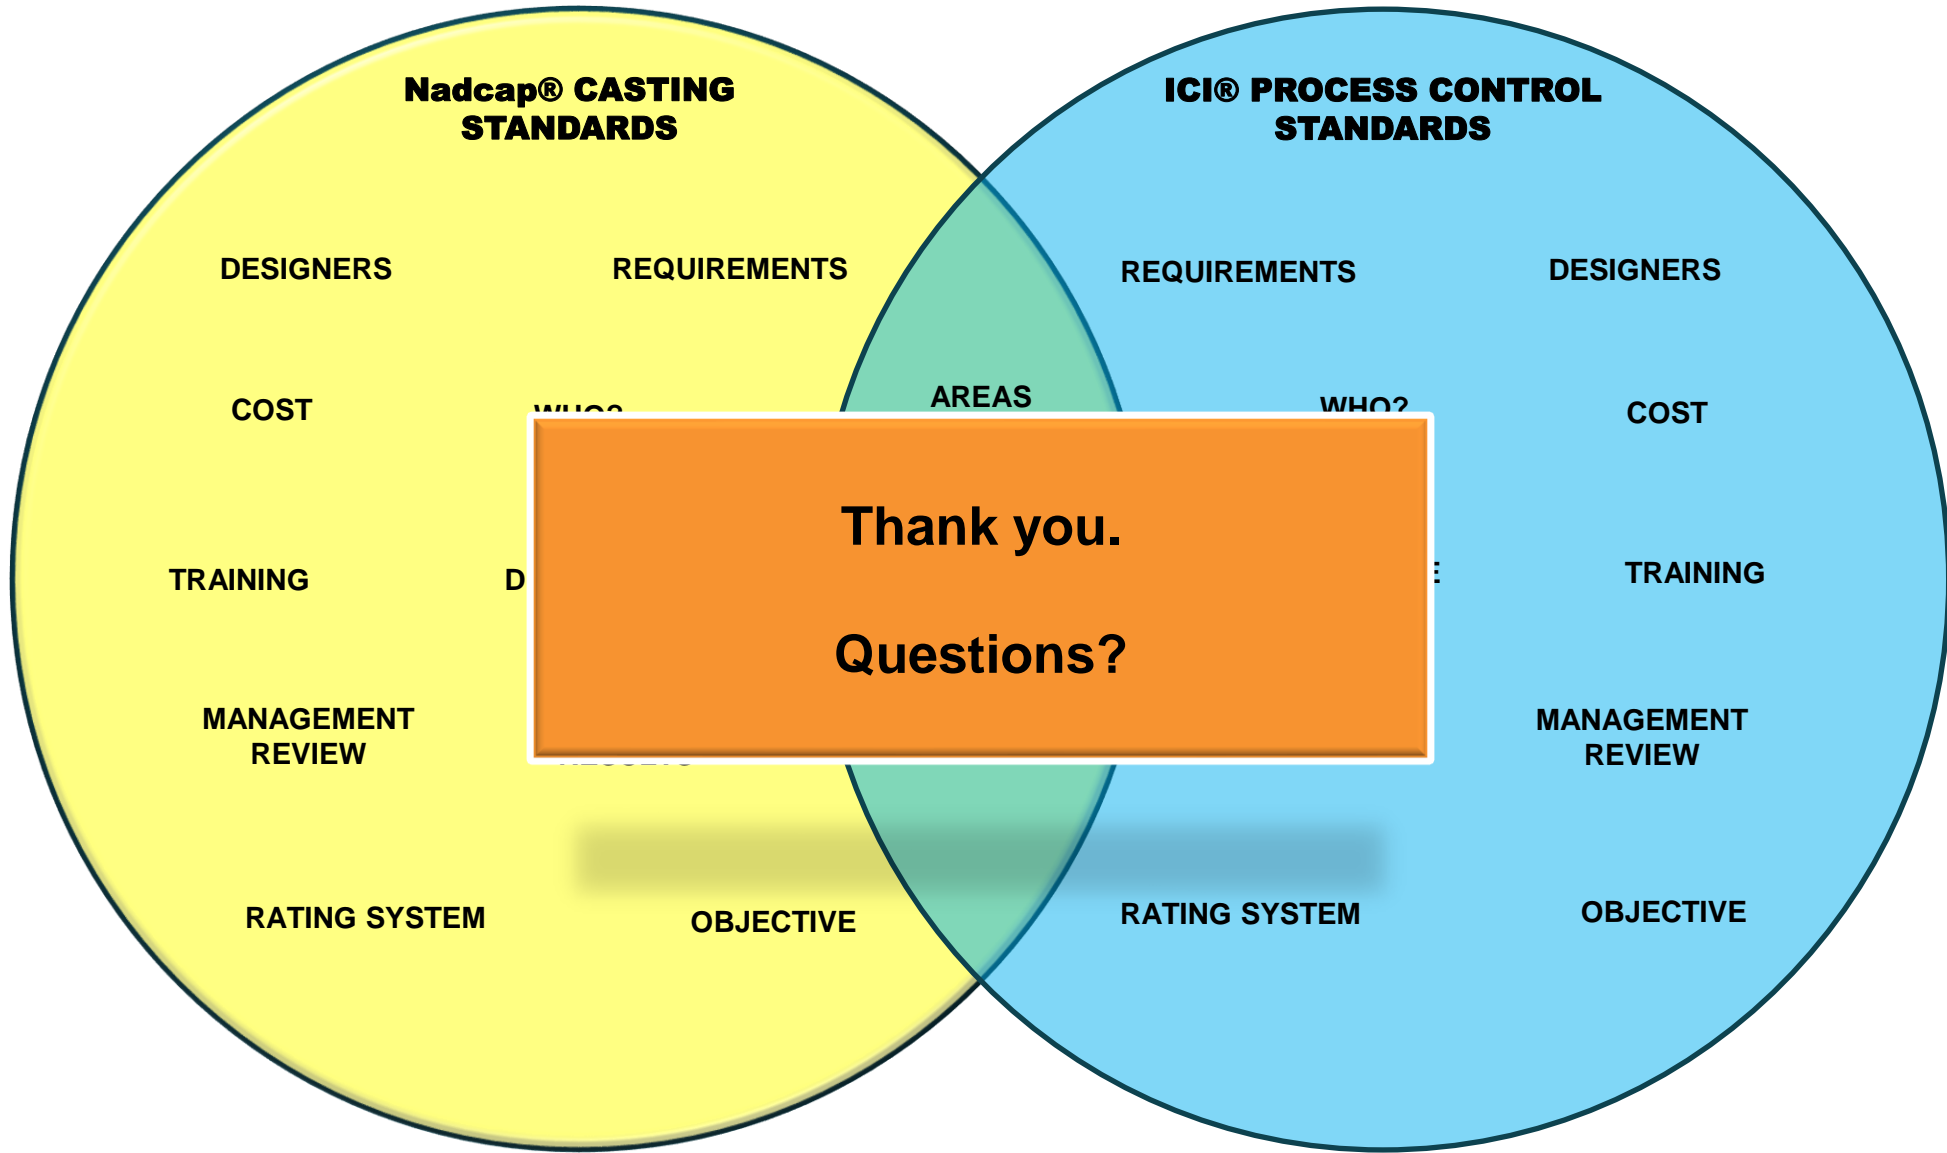 Nadcap® CASTING
STANDARDS
ICI® PROCESS CONTROL
STANDARDS
DESIGNERS
REQUIREMENTS
REQUIREMENTS
DESIGNERS
COST
WHO?
AREAS
WHO?
COST
Thank you.
Questions?
TRAINING
TRAINING
MANAGEMENT
REVIEW
MANAGEMENT
REVIEW
RATING SYSTEM
OBJECTIVE
RATING SYSTEM
OBJECTIVE